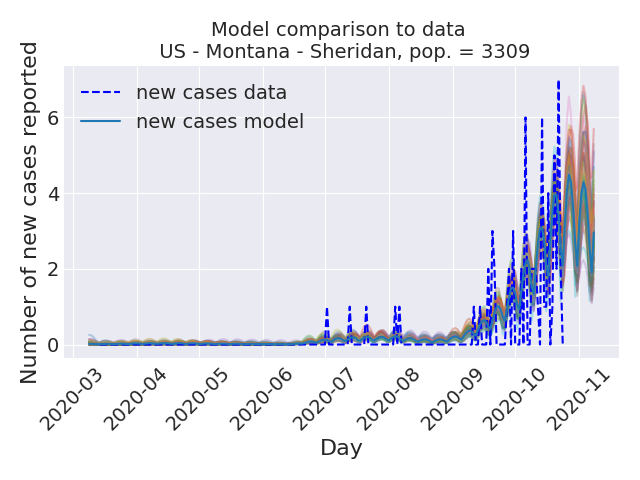 Model comparison to data
US - Montana - Sheridan, pop. = 3309
Number of new cases reported
6
4
2
0
new cases data
new cases model
2020-03
2020-04
2020-05
2020-06
2020-07
2020-08
2020-09
2020-10
2020-11
Day